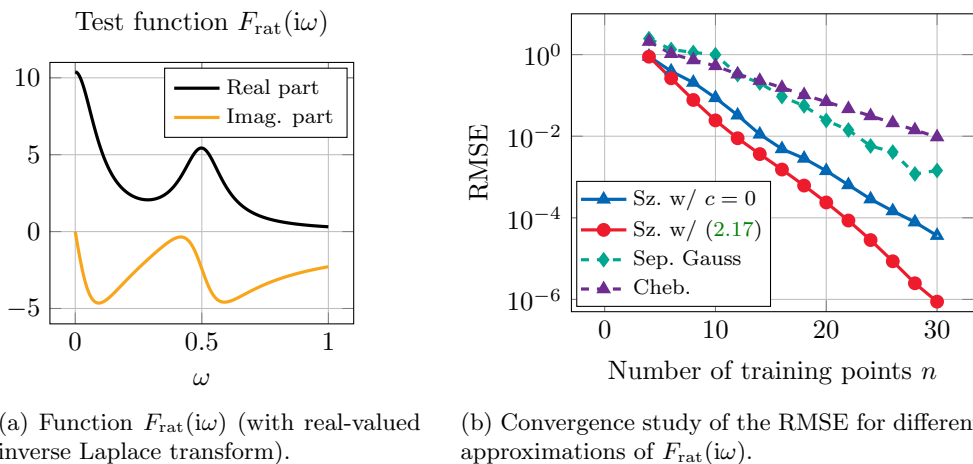 Test function F_rat(iω)
10
5
0
−5
0
0.5
1
ω
Real part
Imag. part
(a) Function F_rat(iω) (with real-valued
inverse Laplace transform).
RMSE
10^0
10^−2
10^−4
10^−6
0
10
20
30
Number of training points n
Sz. w/ c = 0
Sz. w/ (2.17)
Sep. Gauss
Cheb.
(b) Convergence study of the RMSE for differen
approximations of F_rat(iω).